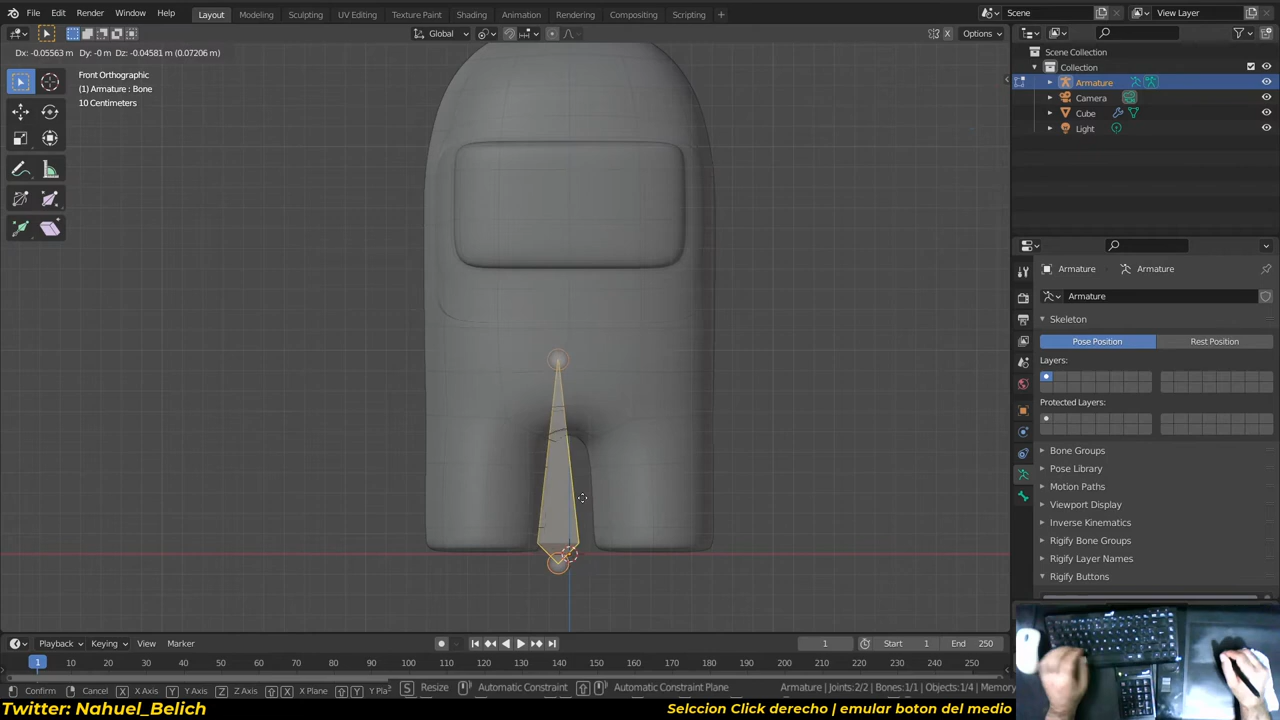 File Edit Render Window Help Layout Modeling Sculpting UV Editing Texture Paint Shading Animation Rendering Compositing Scripting + Scene View Layer
Global Options
Dx: -0.05563 m Dy: -0 m Dz: -0.04581 m (0.07206 m)
Front Orthographic
(1) Armature : Bone
10 Centimeters
Scene Collection
Collection
Armature
Camera
Cube
Light
Armature Armature
Armature
Skeleton
Pose Position Rest Position
Layers:
Protected Layers:
Bone Groups
Pose Library
Motion Paths
Viewport Display
Inverse Kinematics
Rigify Bone Groups
Rigify Layer Names
Rigify Buttons
Playback Keying View Marker 1 Start 1 End 250
1 10 20 30 40 50 60 70 80 90 100 110 120 130 140 150 160 170 180 190 200 210 220 230 240 250
Confirm Cancel X X Axis Y Y Axis Z Z Axis X X Plane Y Y Pla S Resize Automatic Constraint Automatic Constraint Plane Armature | Joints:2/2 | Bones:1/1 | Objects:1/4 | Memory
Twitter: Nahuel_Belich Selccion Click derecho | emular boton del medio